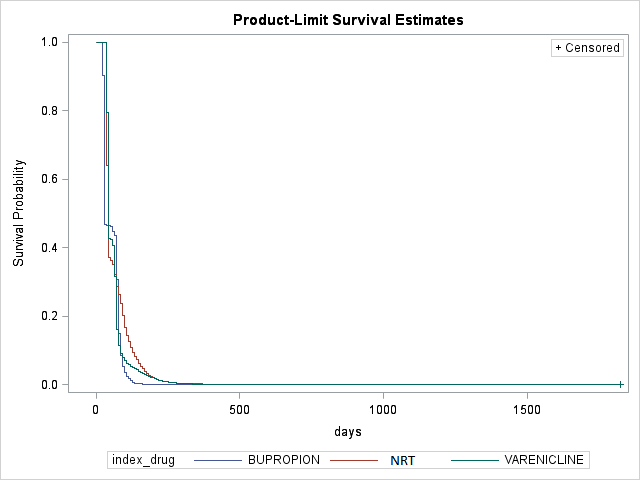 Product-Limit Survival Estimates
+ Censored
1.0
0.8
0.6
0.4
0.2
0.0
Survival Probability
0
500
1000
1500
days
index_drug BUPROPION NRT VARENICLINE